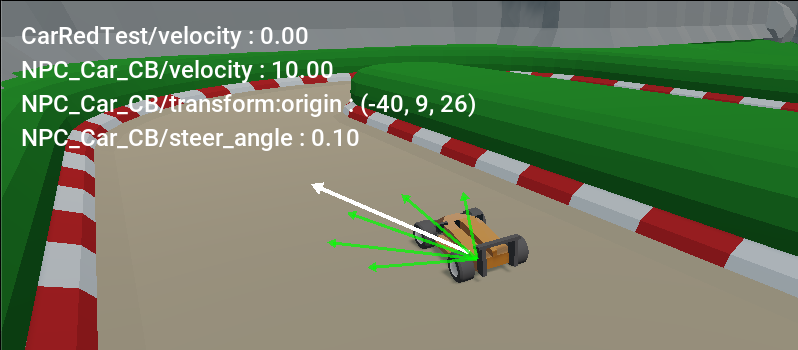 CarRedTest/velocity : 0.00
NPC_Car_CB/velocity : 10.00
NPC_Car_CB/transform:origin : (-40, 9, 26)
NPC_Car_CB/steer_angle : 0.10